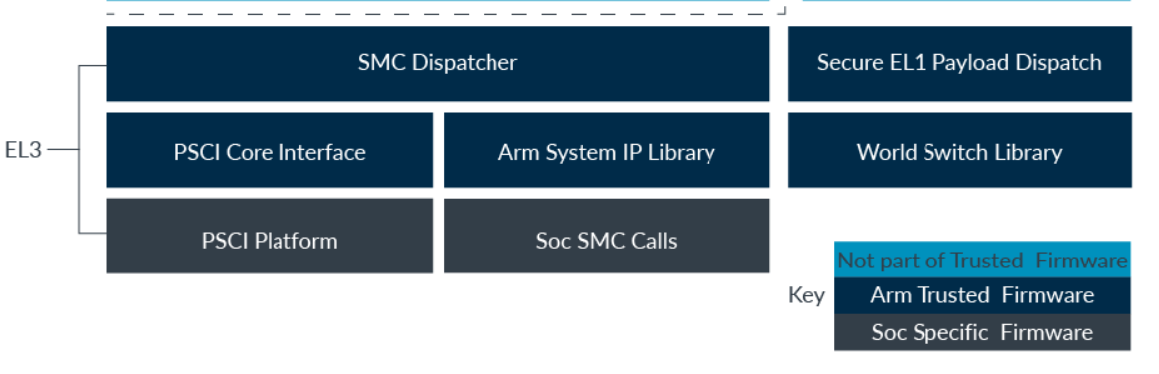 SMC Dispatcher
Secure EL1 Payload Dispatch
EL3
PSCI Core Interface
Arm System IP Library
World Switch Library
PSCI Platform
Soc SMC Calls
Key
Not part of Trusted Firmware
Arm Trusted Firmware
Soc Specific Firmware